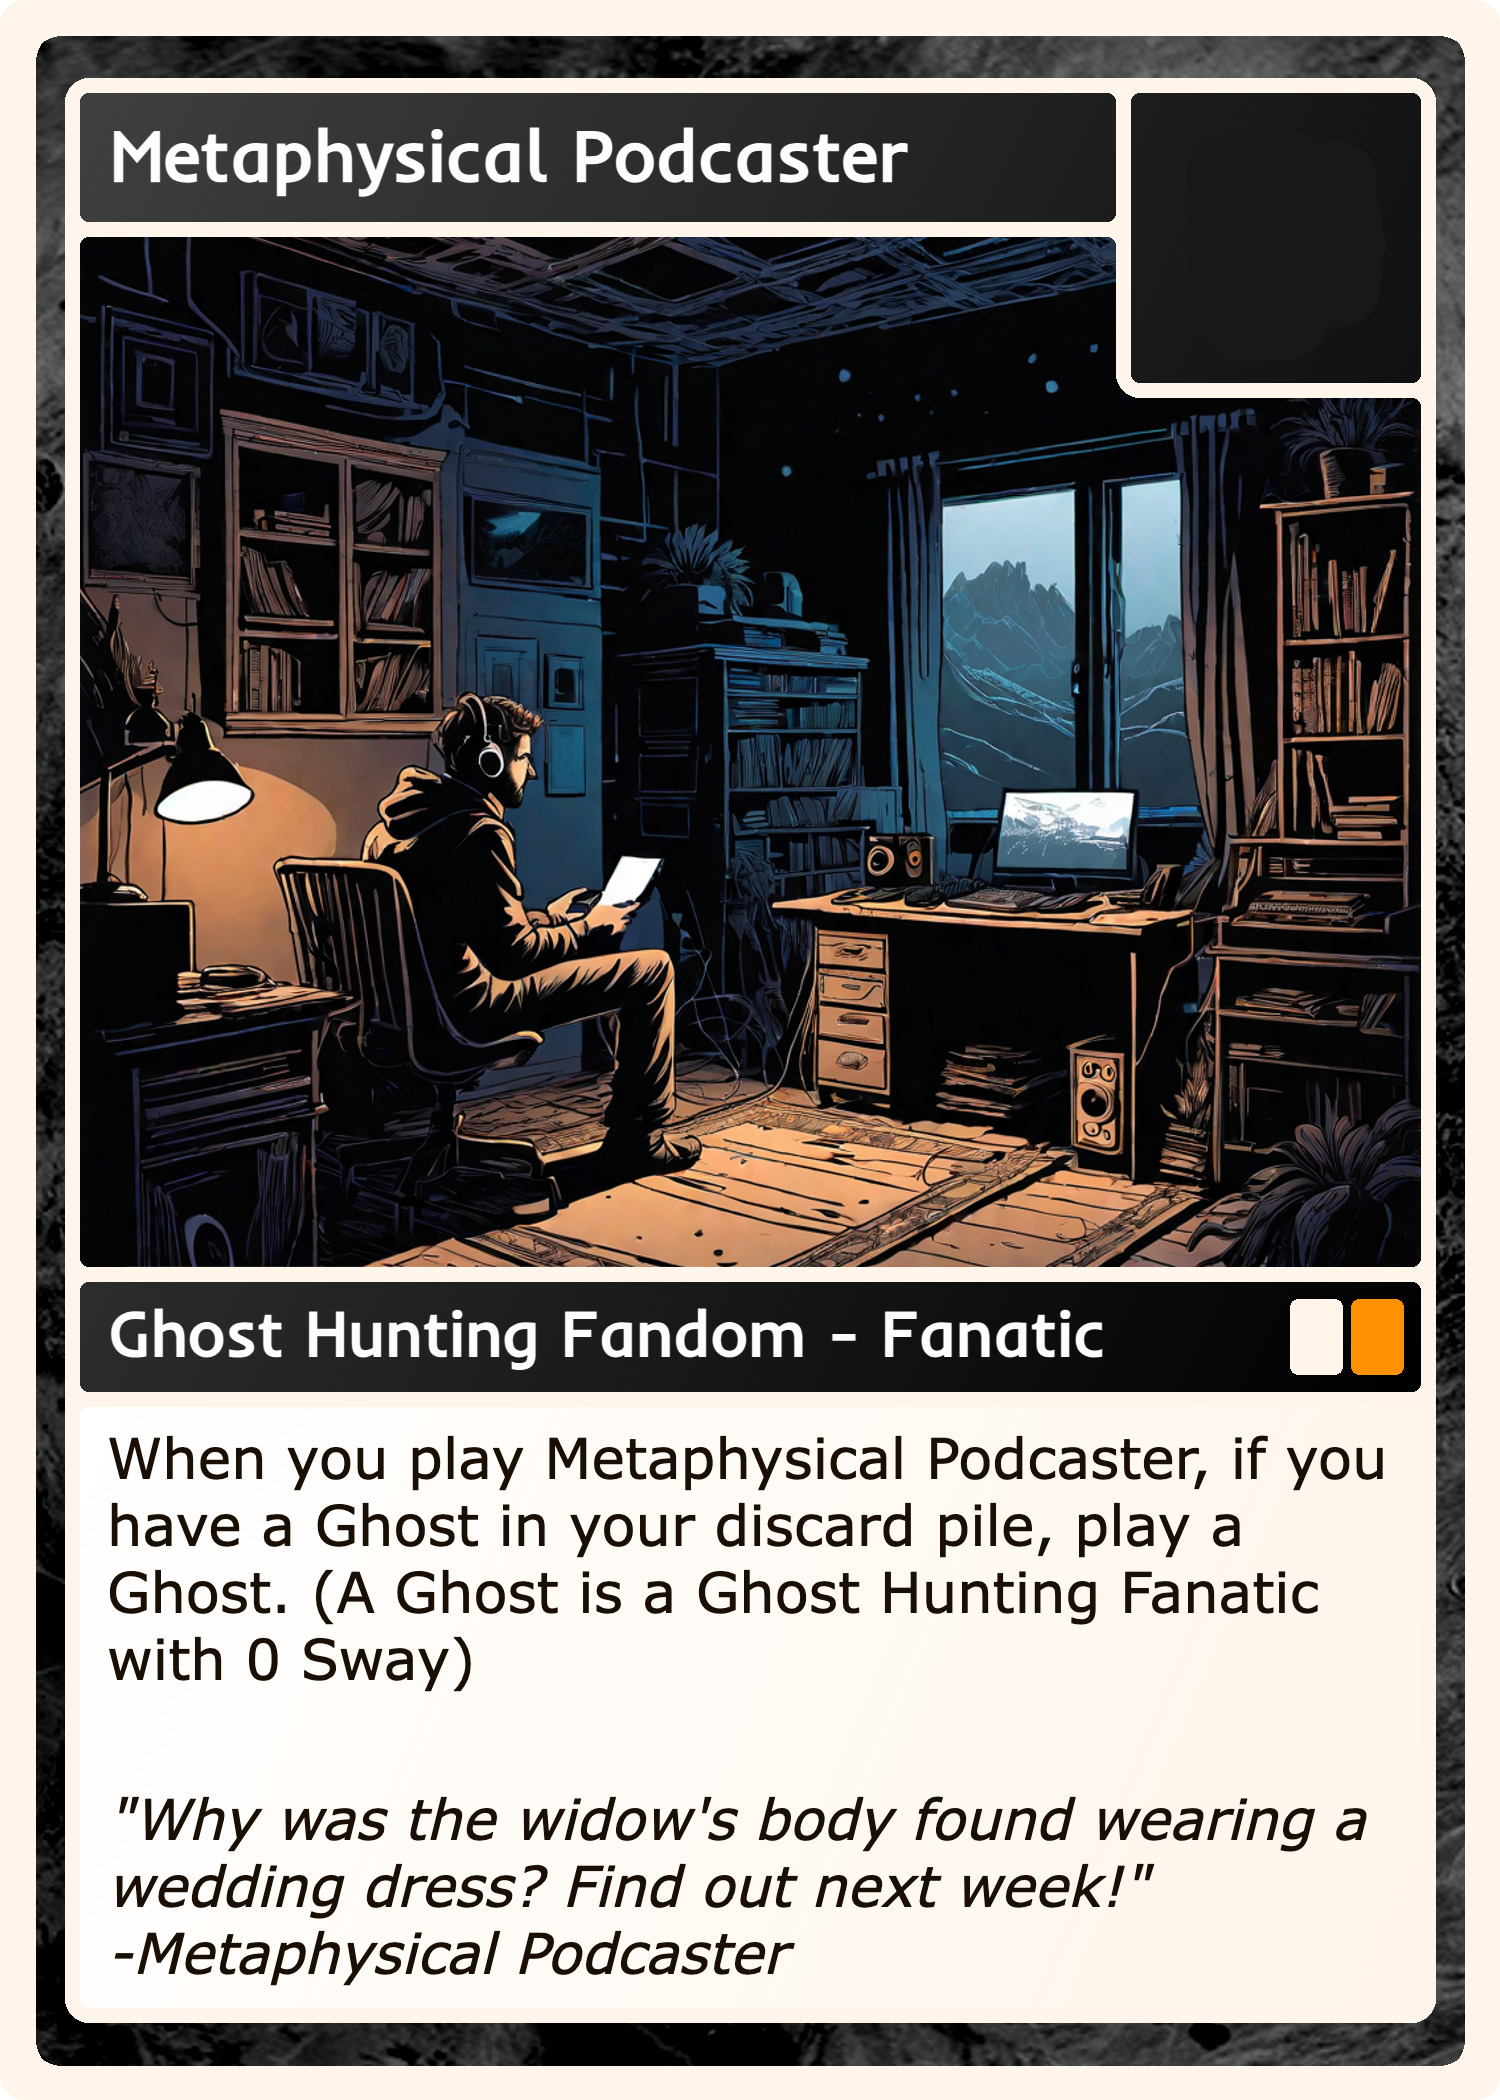 Metaphysical Podcaster
Ghost Hunting Fandom - Fanatic
When you play Metaphysical Podcaster, if you
have a Ghost in your discard pile, play a
Ghost. (A Ghost is a Ghost Hunting Fanatic
with 0 Sway)
"Why was the widow's body found wearing a
wedding dress? Find out next week!"
-Metaphysical Podcaster